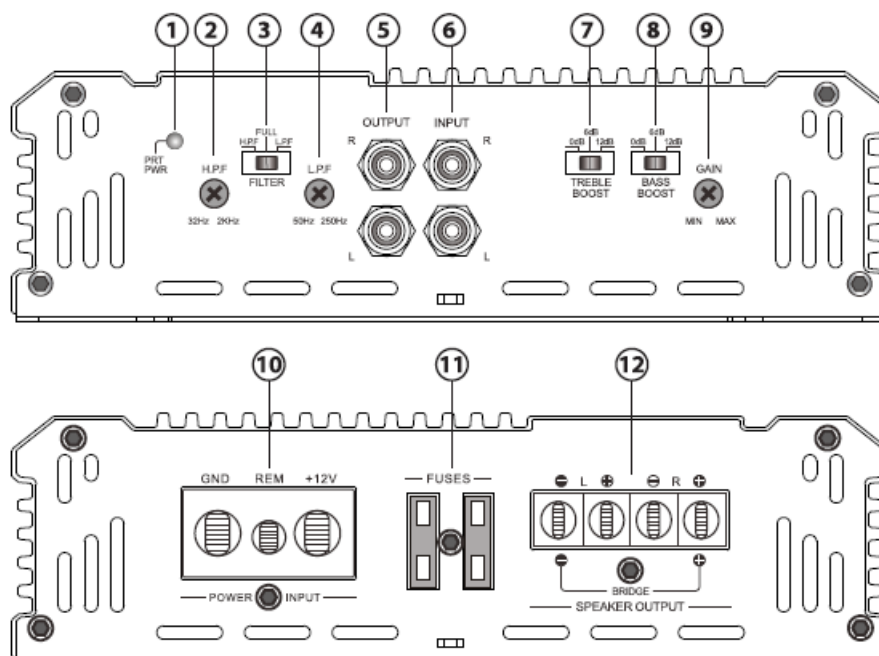 1 2 3 4 5 6 7 8 9
PRT
PWR
H.P.F
32Hz 2KHz
FULL
H.P.F L.P.F
FILTER
L.P.F
50Hz 250Hz
OUTPUT INPUT
R R
L L
6dB
0dB 12dB
TREBLE
BOOST
6dB
0dB 12dB
BASS
BOOST
GAIN
MIN MAX
10 11 12
GND REM +12V
POWER INPUT
FUSES
⊖ L ⊕ ⊖ R ⊕
⊖ BRIDGE ⊕
SPEAKER OUTPUT